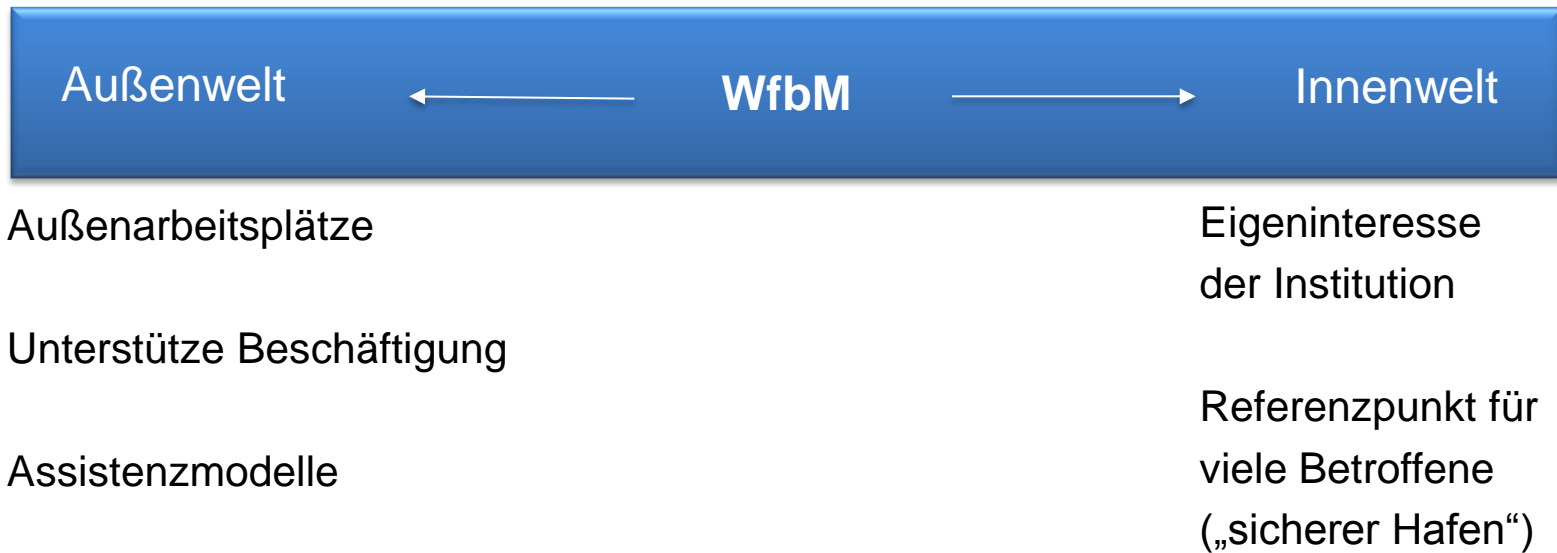 Außenwelt WfbM Innenwelt
Außenarbeitsplätze
Unterstütze Beschäftigung
Assistenzmodelle
Eigeninteresse
der Institution
Referenzpunkt für
viele Betroffene
(„sicherer Hafen“)